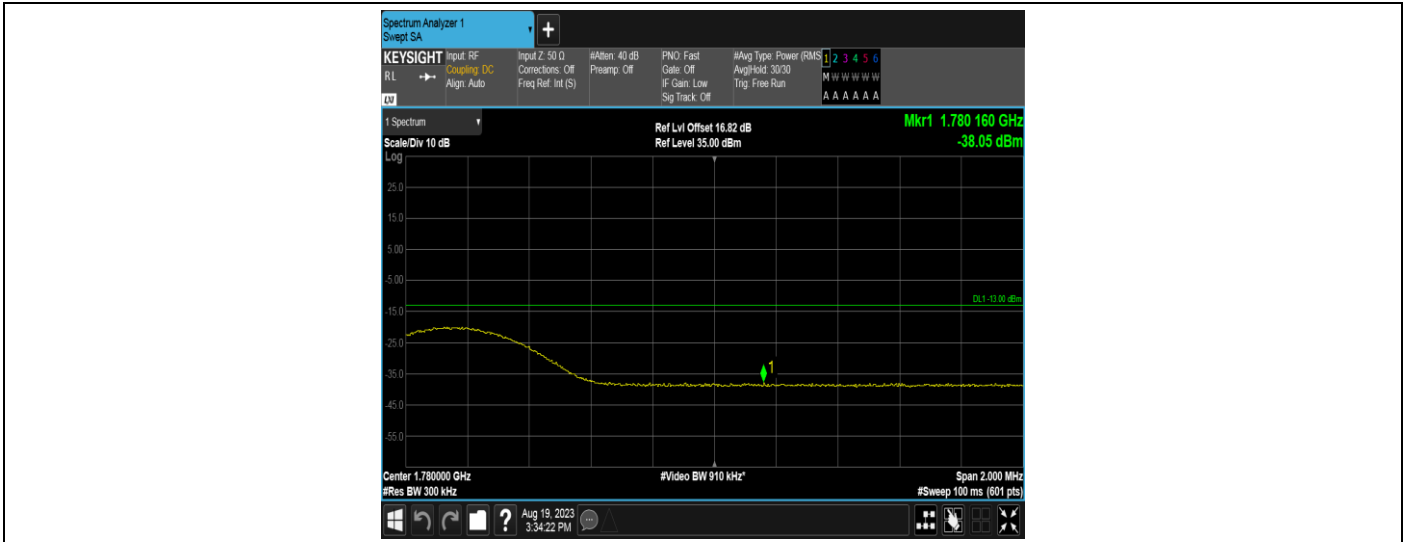 Spectrum Analyzer 1
Swept SA
+
KEYSIGHT
RL
LXI
Input: RF
Coupling: DC
Align: Auto
Input Z: 50 Ω
Corrections: Off
Freq Ref: Int (S)
#Atten: 40 dB
Preamp: Off
PNO: Fast
Gate: Off
IF Gain: Low
Sig Track: Off
#Avg Type: Power (RMS
Avg|Hold: 30/30
Trig: Free Run
1 2 3 4 5 6
M W W W W W
A A A A A A
1 Spectrum
Scale/Div 10 dB
Ref Lvl Offset 16.82 dB
Ref Level 35.00 dBm
Mkr1 1.780 160 GHz
-38.05 dBm
Log
25.0
15.0
5.00
-5.00
DL1 -13.00 dBm
-15.0
-25.0
-35.0
1
-45.0
-55.0
Center 1.780000 GHz
#Res BW 300 kHz
#Video BW 910 kHz*
Span 2.000 MHz
#Sweep 100 ms (601 pts)
?
Aug 19, 2023
3:34:22 PM